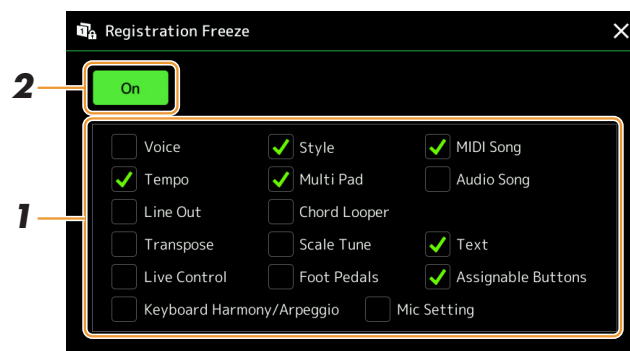 Registration Freeze
2
On
Voice Style MIDI Song
Tempo Multi Pad Audio Song
1
Line Out Chord Looper
Transpose Scale Tune Text
Live Control Foot Pedals Assignable Buttons
Keyboard Harmony/Arpeggio Mic Setting